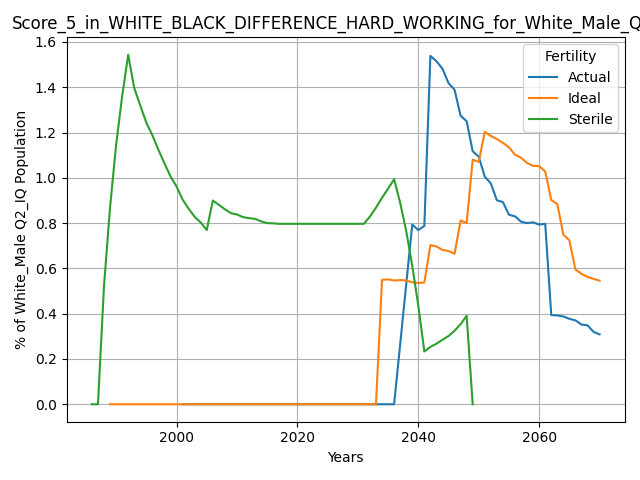 Score_5_in_WHITE_BLACK_DIFFERENCE_HARD_WORKING_for_White_Male_Q
1.6
1.4
1.2
1.0
0.8
0.6
0.4
0.2
0.0
% of White_Male Q2_IQ Population
Fertility
Actual
Ideal
Sterile
2000 2020 2040 2060
Years